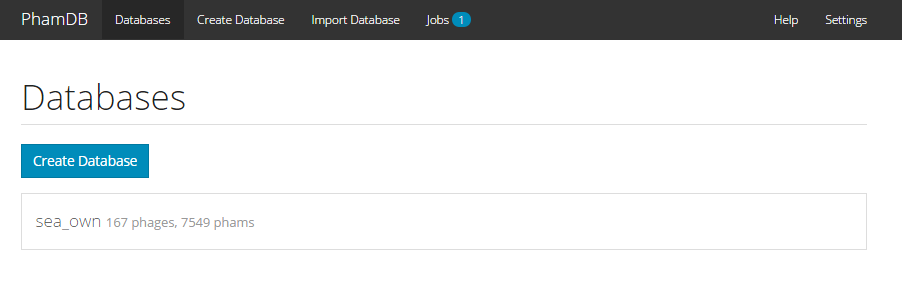 PhamDB Databases Create Database Import Database Jobs 1 Help Settings
Databases
Create Database
sea_own 167 phages, 7549 phams